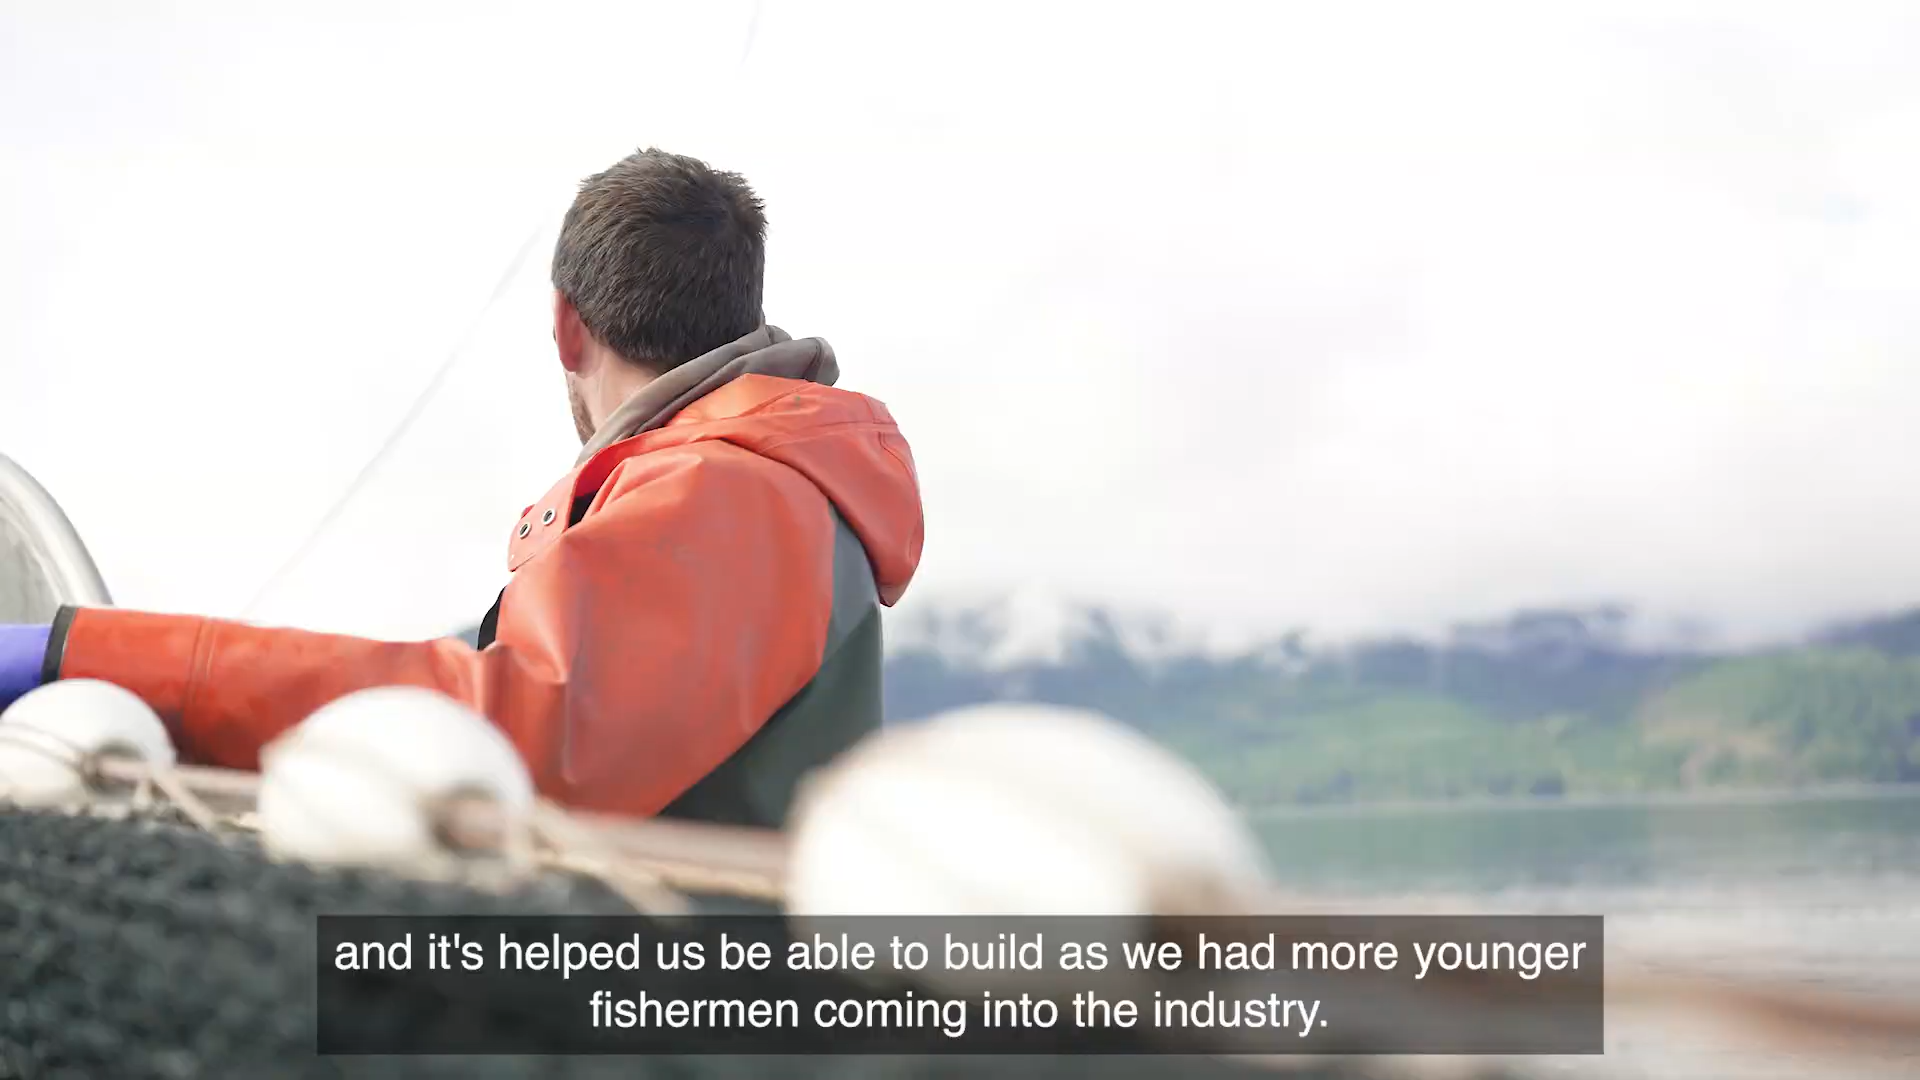 and it's helped us be able to build as we had more younger
fishermen coming into the industry.